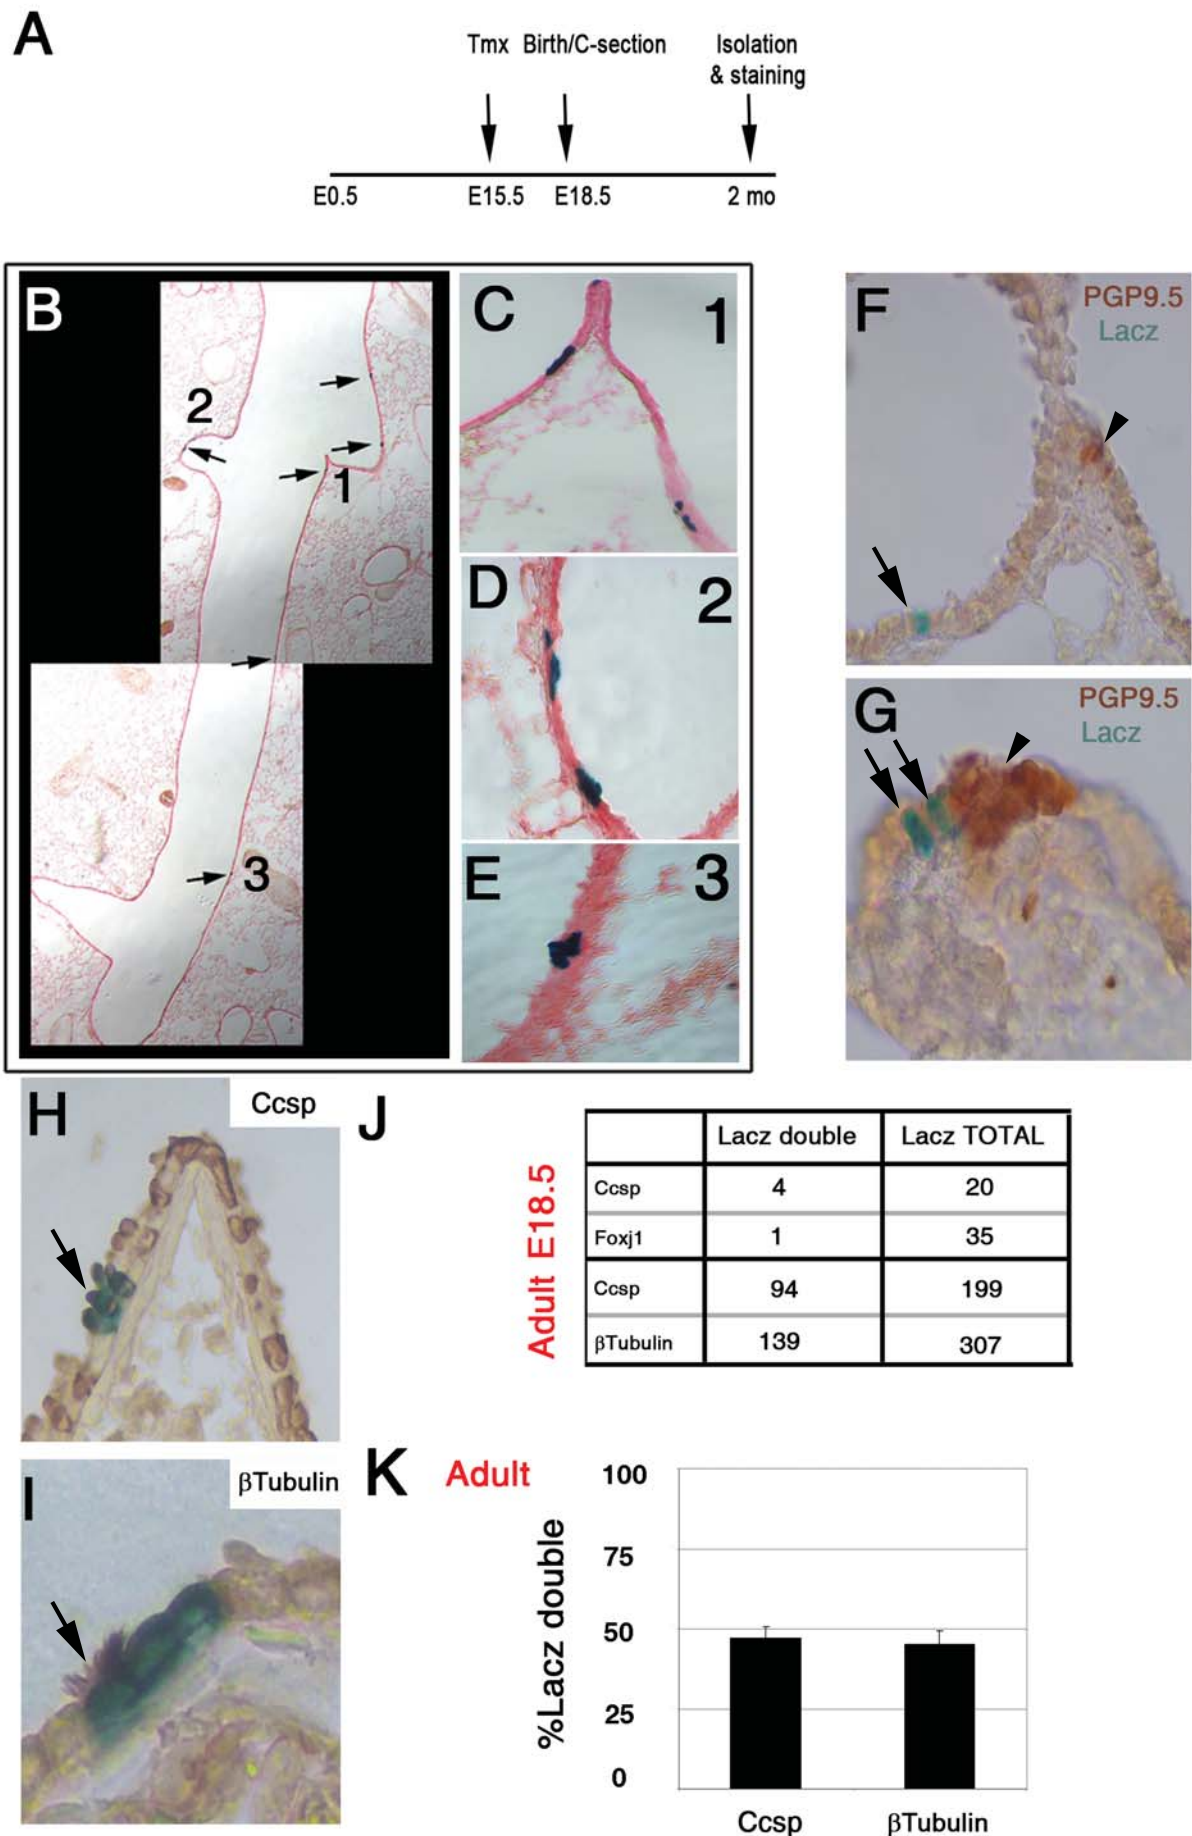 A
Tmx Birth/C-section Isolation
& staining
E0.5 E15.5 E18.5 2 mo
B
2
1
3
C 1
D 2
E 3
F PGP9.5
Lacz
G PGP9.5
Lacz
H Ccsp
I βTubulin
J
Adult E18.5
Lacz double Lacz TOTAL
Ccsp 4 20
Foxj1 1 35
Ccsp 94 199
βTubulin 139 307
K Adult
%Lacz double
100
75
50
25
0
Ccsp βTubulin